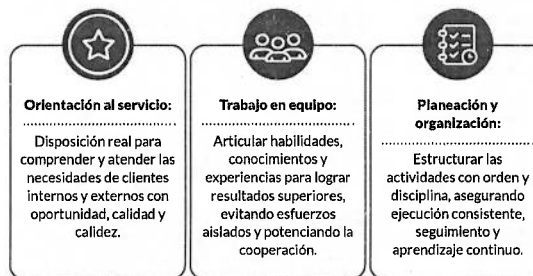 Orientación al servicio:
Disposición real para
comprender y atender las
necesidades de clientes
internos y externos con
oportunidad, calidad y
calidez.
Trabajo en equipo:
Articular habilidades,
conocimientos y
experiencias para lograr
resultados superiores,
evitando esfuerzos
aislados y potenciando la
cooperación.
Planeación y
organización:
Estructurar las
actividades con orden y
disciplina, asegurando
ejecución consistente,
seguimiento y
aprendizaje continuo.